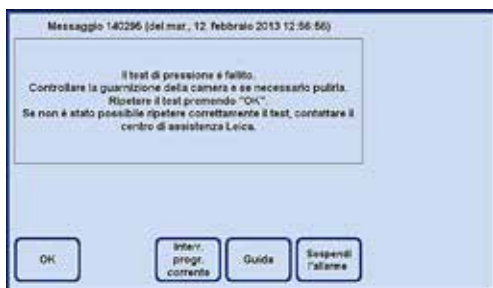 Messaggio 140296 (del mar., 12. febbraio 2013 12:56:56)
Il test di pressione è fallito.
Controllare la guarnizione della camera e se necessario pulirla.
Ripetere il test premendo "OK".
Se non è stato possibile ripetere correttamente il test, contattare il
centro di assistenza Leica.
OK
Interr.
progr.
corrente
Guida
Sospendi
l'allarme